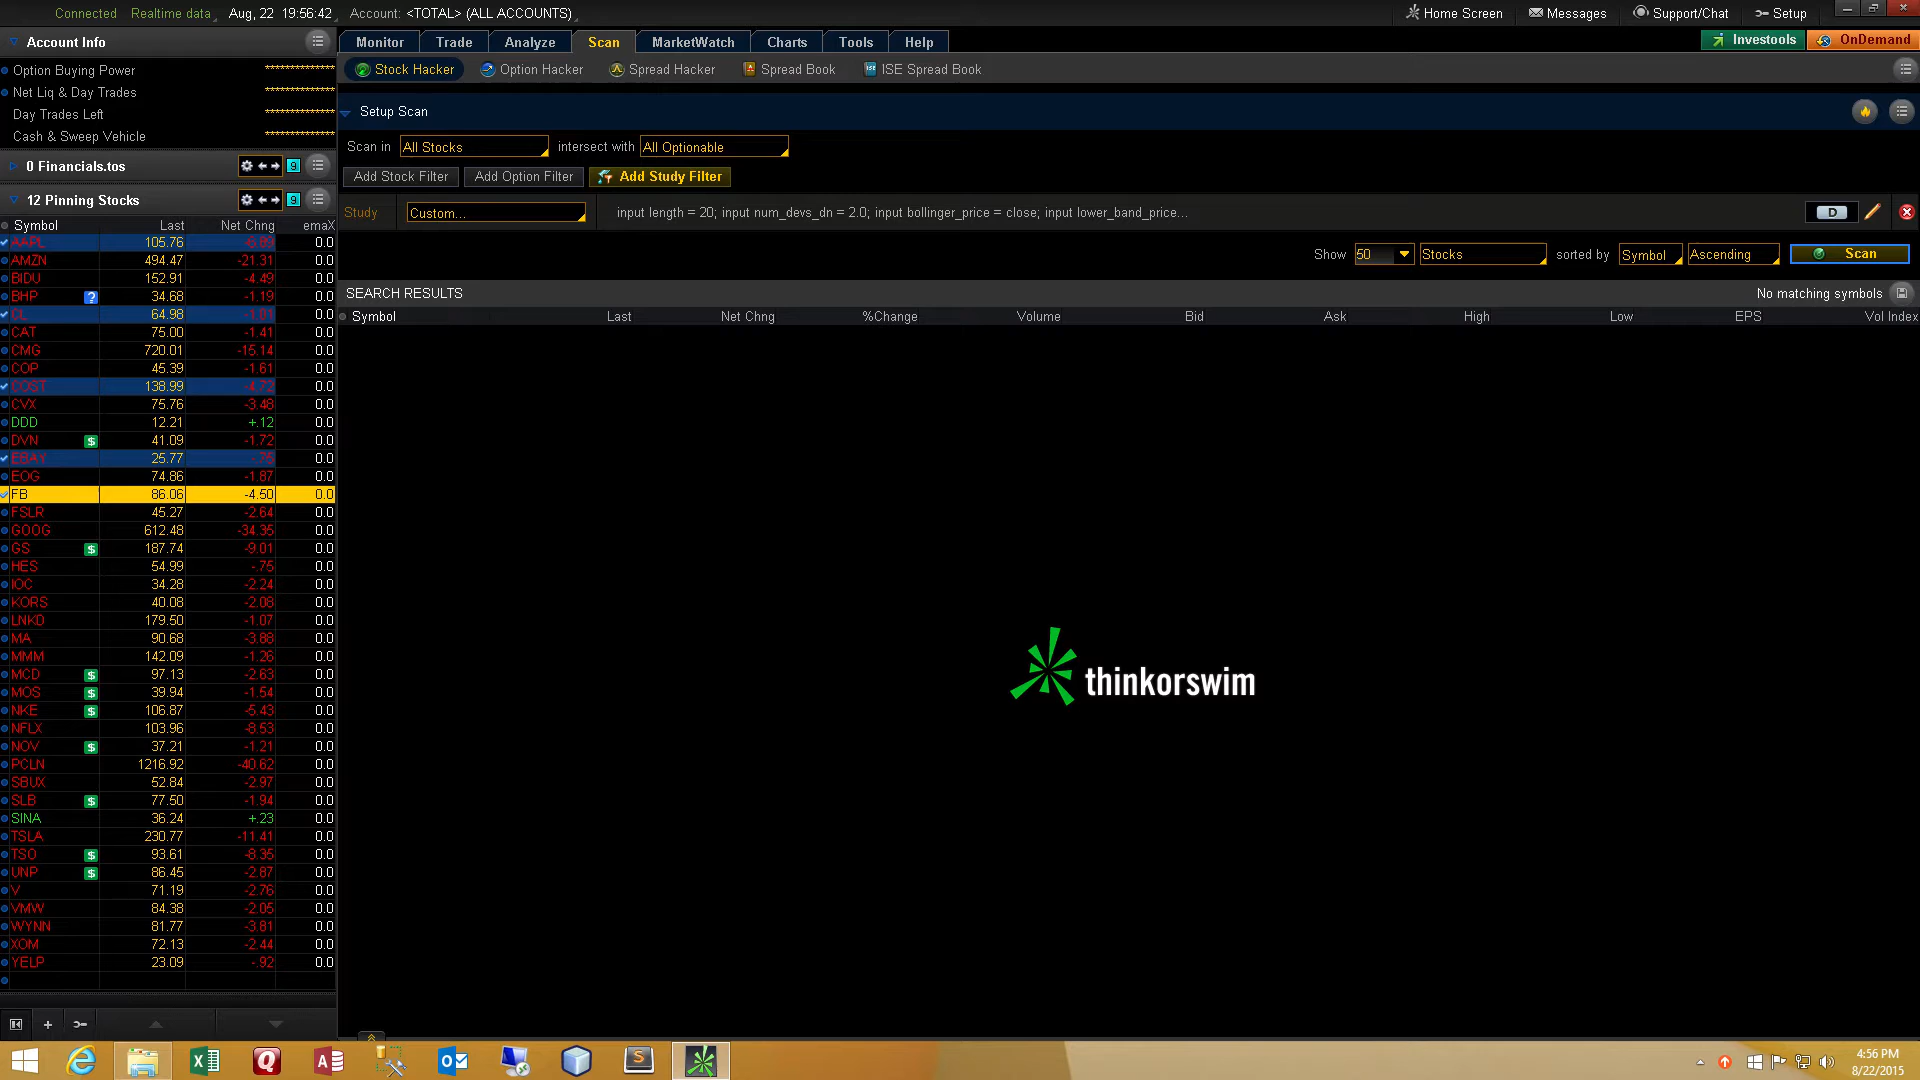 Connected Realtime data Aug, 22 19:56:42 Account: <TOTAL> (ALL ACCOUNTS) Home Screen Messages Support/Chat Setup
Account Info
Option Buying Power **************
Net Liq & Day Trades **************
Day Trades Left **************
Cash & Sweep Vehicle **************
0 Financials.tos 9
12 Pinning Stocks 9
Symbol Last Net Chng emaX
AAPL 105.76 -6.89 0.0
AMZN 494.47 -21.31 0.0
BIDU 152.91 -4.49 0.0
BHP ? 34.68 -1.19 0.0
CL 64.98 -1.01 0.0
CAT 75.00 -1.41 0.0
CMG 720.01 -15.14 0.0
COP 45.39 -1.61 0.0
COST 138.99 -4.72 0.0
CVX 75.76 -3.48 0.0
DDD 12.21 +.12 0.0
DVN $ 41.09 -1.72 0.0
EBAY 25.77 -.75 0.0
EOG 74.86 -1.87 0.0
FB 86.06 -4.50 0.0
FSLR 45.27 -2.64 0.0
GOOG 612.48 -34.35 0.0
GS $ 187.74 -9.01 0.0
HES 54.99 -.75 0.0
IOC 34.28 -2.24 0.0
KORS 40.08 -2.08 0.0
LNKD 179.50 -1.07 0.0
MA 90.68 -3.88 0.0
MMM 142.09 -1.26 0.0
MCD $ 97.13 -2.63 0.0
MOS $ 39.94 -1.54 0.0
NKE $ 106.87 -5.43 0.0
NFLX 103.96 -8.53 0.0
NOV $ 37.21 -1.21 0.0
PCLN 1216.92 -40.62 0.0
SBUX 52.84 -2.97 0.0
SLB $ 77.50 -1.94 0.0
SINA 36.24 +.23 0.0
TSLA 230.77 -11.41 0.0
TSO $ 93.61 -8.35 0.0
UNP $ 86.45 -2.87 0.0
V 71.19 -2.76 0.0
VMW 84.38 -2.05 0.0
WYNN 81.77 -3.81 0.0
XOM 72.13 -2.44 0.0
YELP 23.09 -.92 0.0
Monitor Trade Analyze Scan MarketWatch Charts Tools Help Investools OnDemand
Stock Hacker Option Hacker Spread Hacker Spread Book ISE Spread Book
Setup Scan
Scan in All Stocks intersect with All Optionable
Add Stock Filter Add Option Filter Add Study Filter
Study Custom... input length = 20; input num_devs_dn = 2.0; input bollinger_price = close; input lower_band_price... D
Show 50 Stocks sorted by Symbol Ascending Scan
SEARCH RESULTS No matching symbols
Symbol Last Net Chng %Change Volume Bid Ask High Low EPS Vol Index
thinkorswim
4:56 PM
8/22/2015